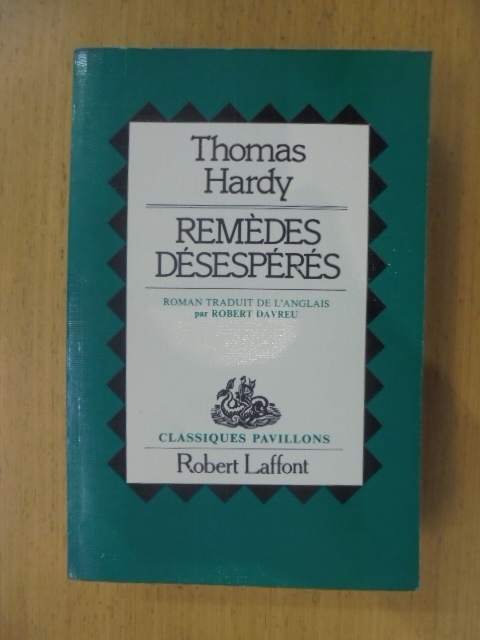 Thomas
Hardy
REMÈDES
DÉSESPÉRÉS
ROMAN TRADUIT DE L'ANGLAIS
par ROBERT DAVREU
CLASSIQUES PAVILLONS
Robert Laffont